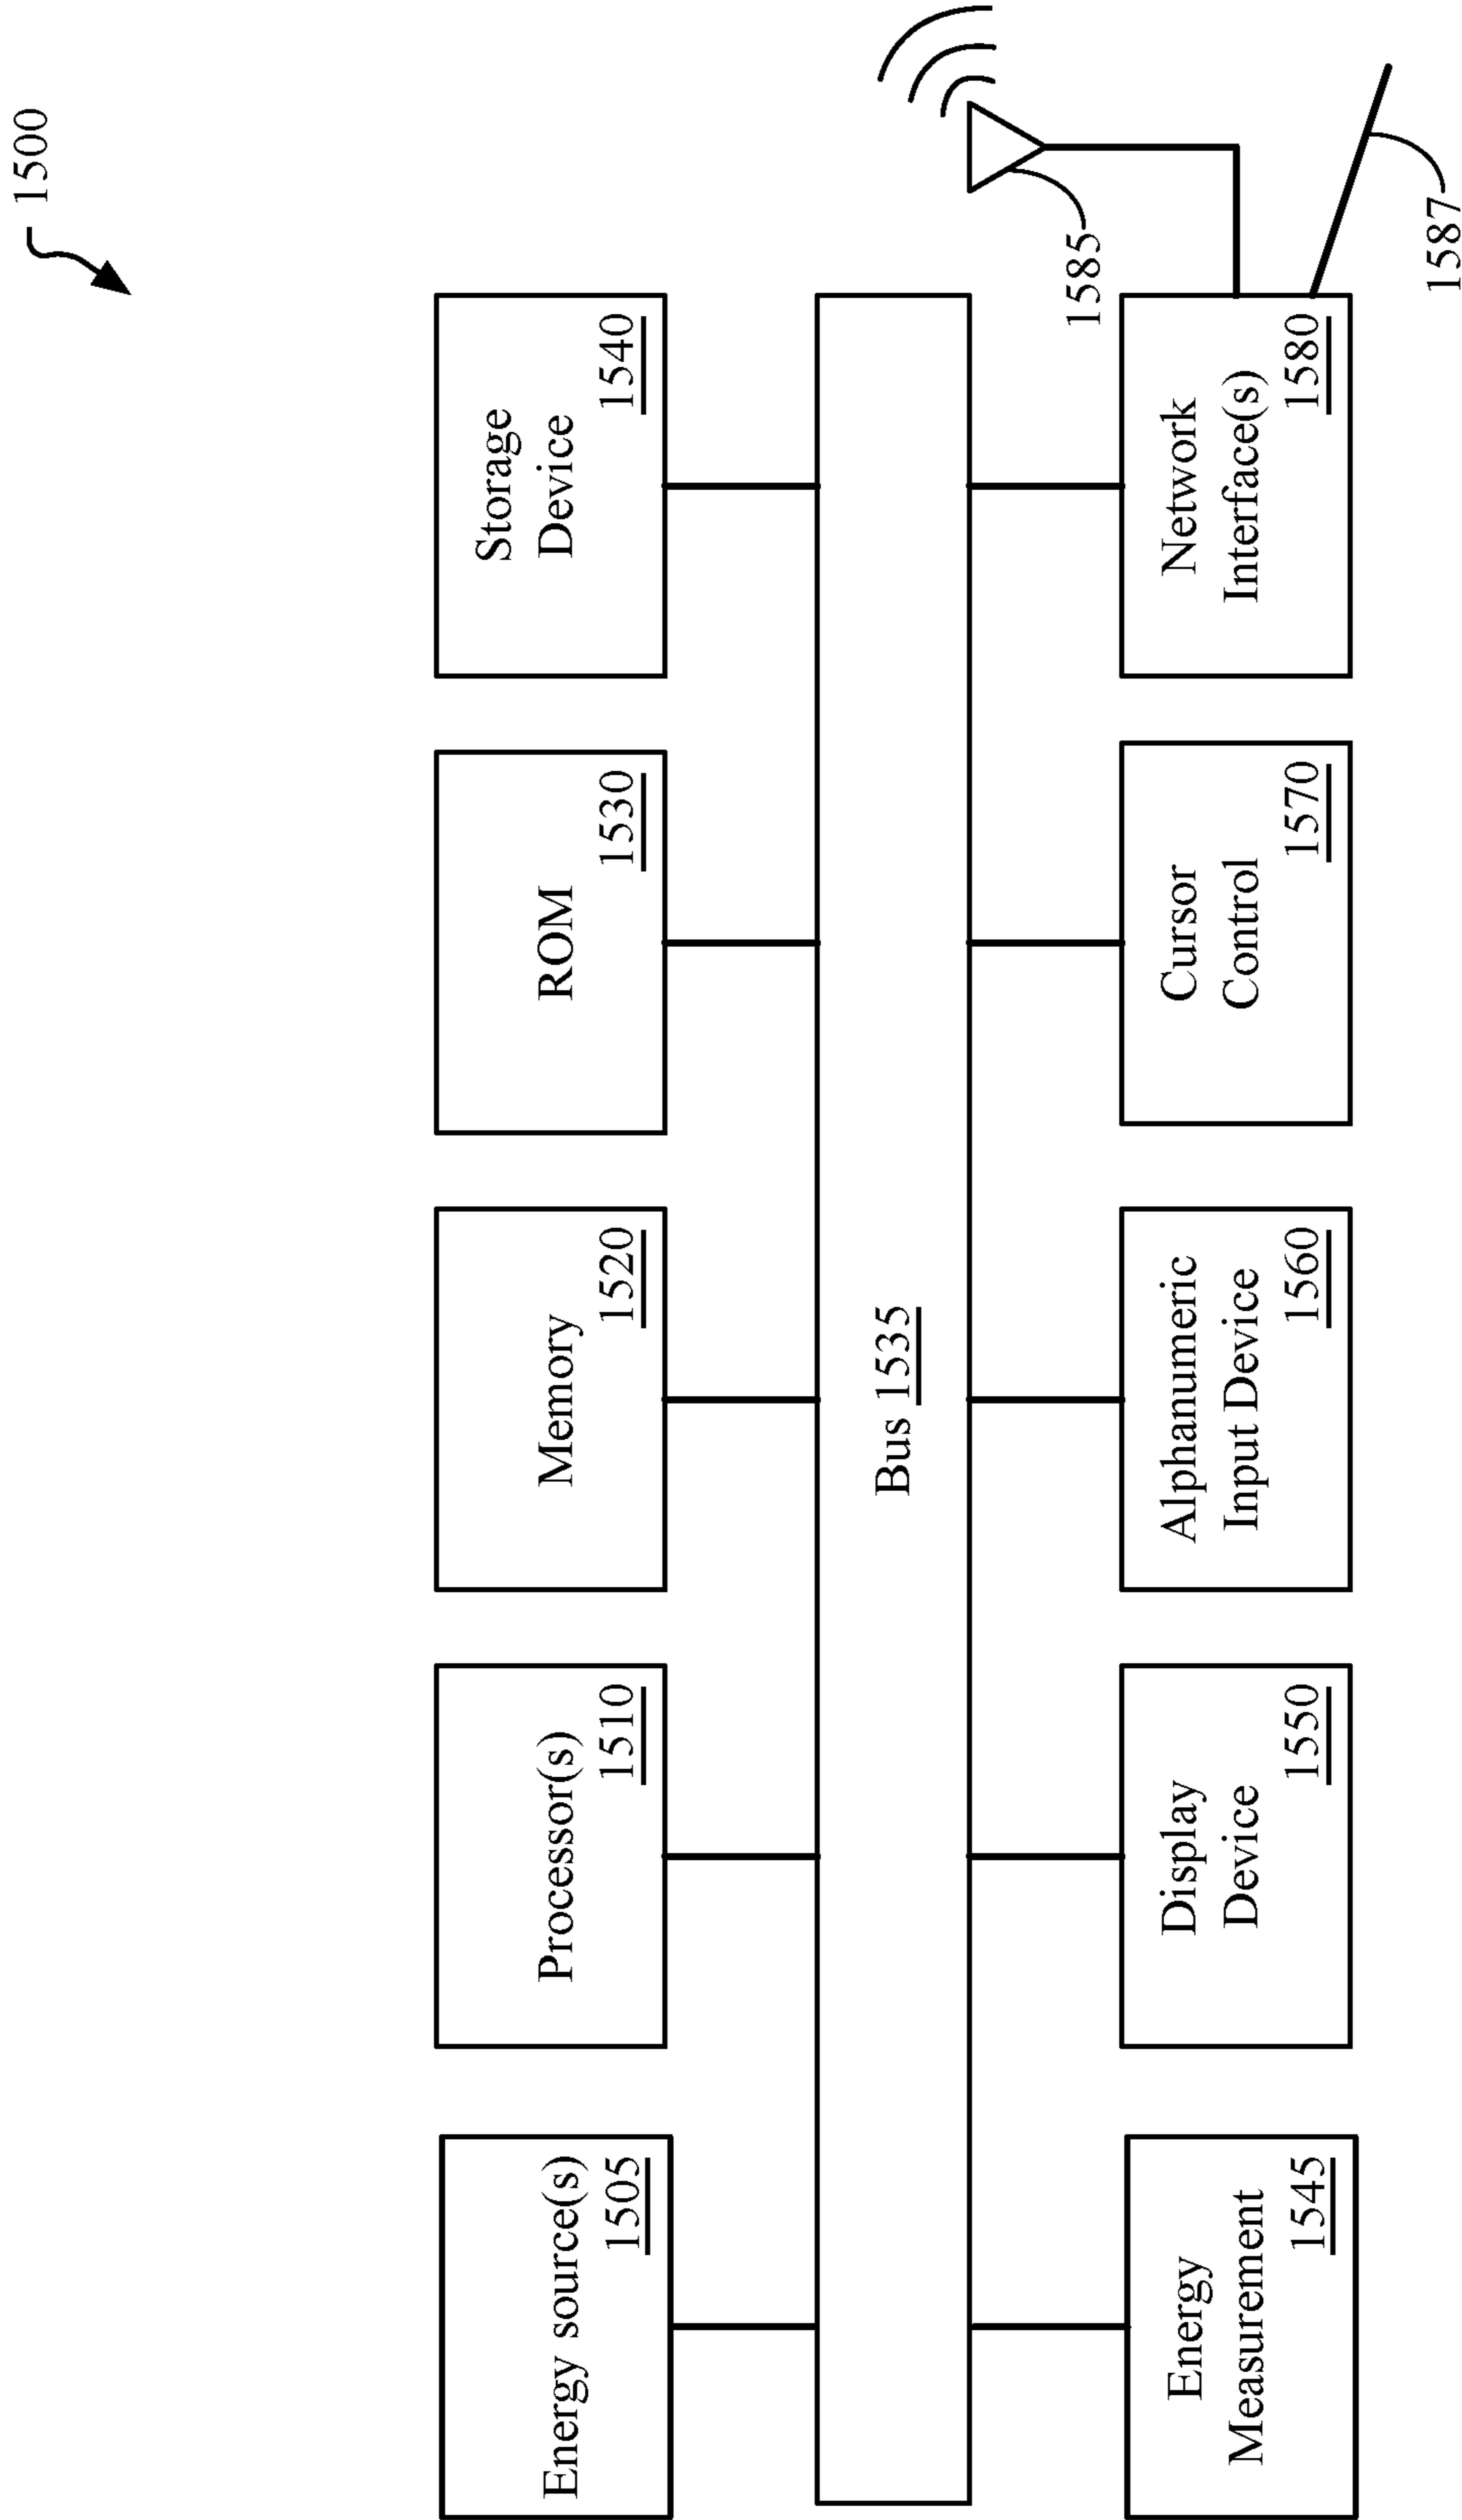 1500
Energy source(s)
1505
Processor(s)
1510
Memory
1520
ROM
1530
Storage
Device
1540
Bus 1535
1585
Energy
Measurement
1545
Display
Device
1550
Alphanumeric
Input Device
1560
Cursor
Control
1570
Network
Interface(s)
1580
1587